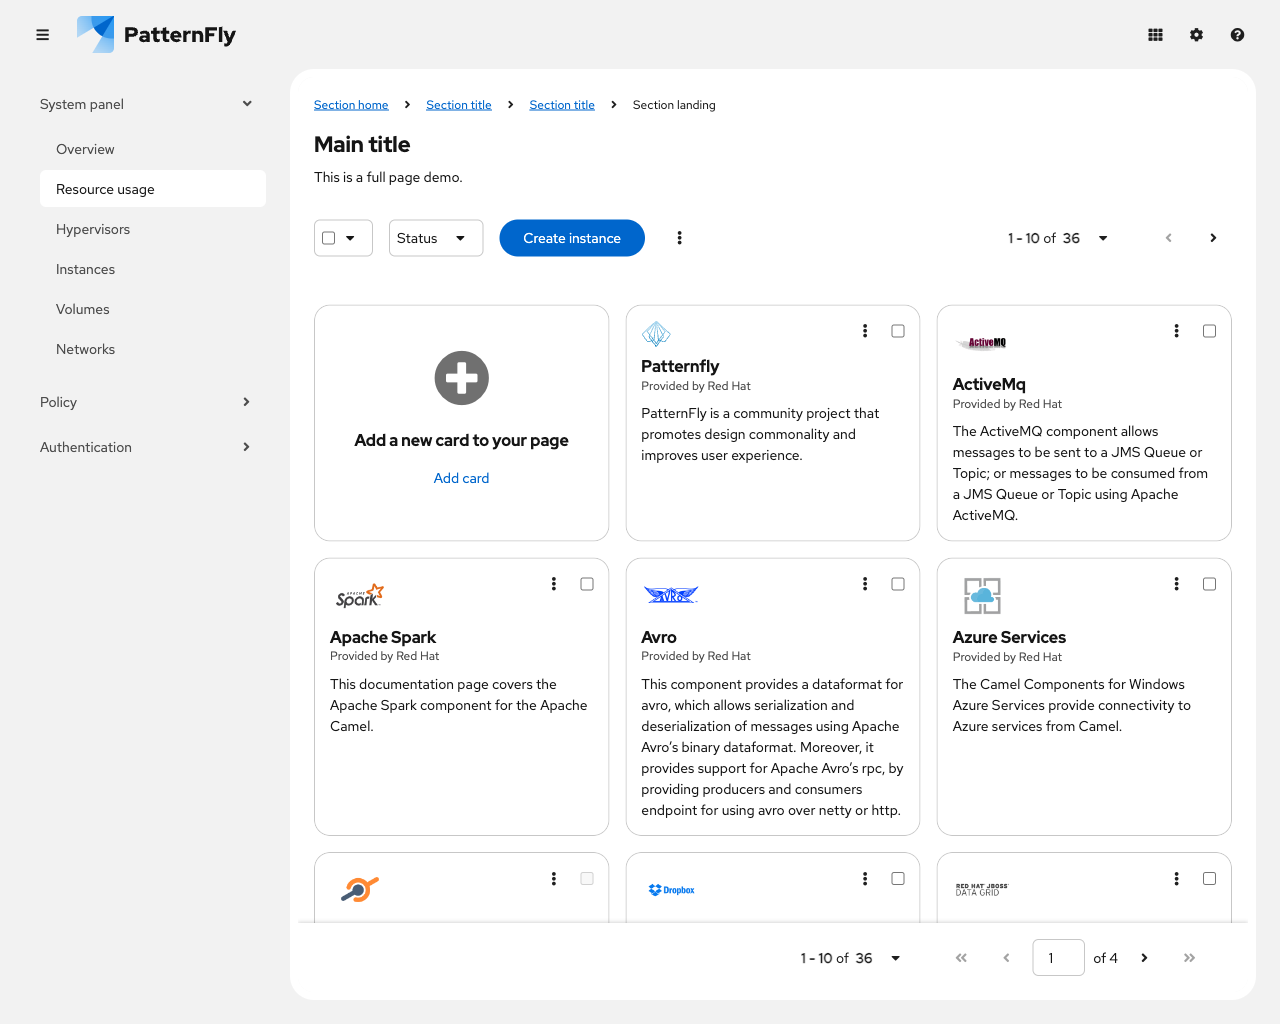 PatternFly
System panel
Overview
Resource usage
Hypervisors
Instances
Volumes
Networks
Policy
Authentication
Section home
Section title
Section title
Section landing
Main title
This is a full page demo.
Status
Create instance
1 - 10 of 36
Add a new card to your page
Add card
Patternfly
Provided by Red Hat
PatternFly is a community project that
promotes design commonality and
improves user experience.
ActiveMQ
ActiveMq
Provided by Red Hat
The ActiveMQ component allows
messages to be sent to a JMS Queue or
Topic; or messages to be consumed from
a JMS Queue or Topic using Apache
ActiveMQ.
APACHE
Spark
Apache Spark
Provided by Red Hat
This documentation page covers the
Apache Spark component for the Apache
Camel.
AVRO
Avro
Provided by Red Hat
This component provides a dataformat for
avro, which allows serialization and
deserialization of messages using Apache
Avro’s binary dataformat. Moreover, it
provides support for Apache Avro’s rpc, by
providing producers and consumers
endpoint for using avro over netty or http.
Azure Services
Provided by Red Hat
The Camel Components for Windows
Azure Services provide connectivity to
Azure services from Camel.
Dropbox
RED HAT JBOSS
DATA GRID
1 - 10 of 36
1
of 4